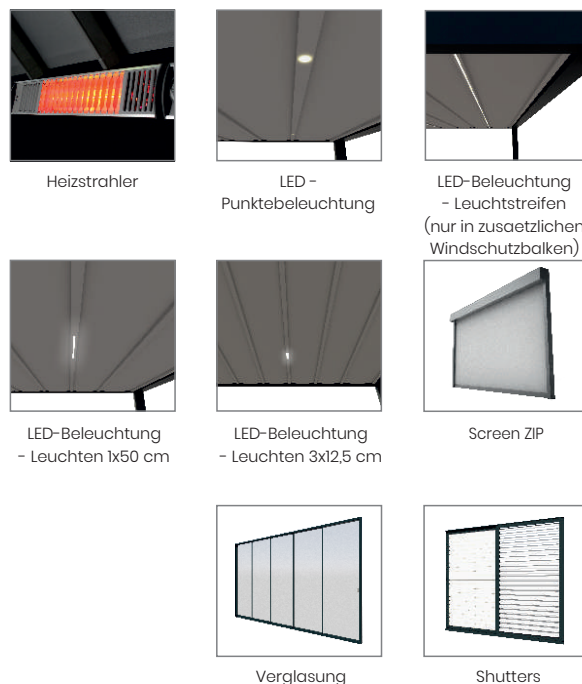 Heizstrahler
LED -
Punktebeleuchtung
LED-Beleuchtung
- Leuchtstreifen
(nur in zusaetzlichen
Windschutzbalken)
LED-Beleuchtung
- Leuchten 1x50 cm
LED-Beleuchtung
- Leuchten 3x12,5 cm
Screen ZIP
Verglasung
Shutters